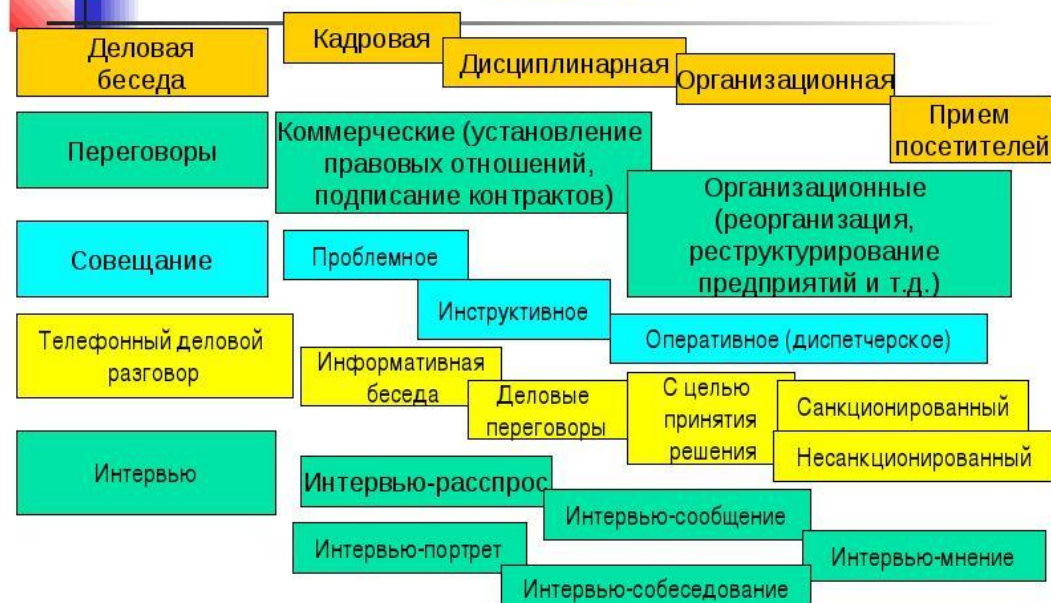 Деловая
беседа
Кадровая
Дисциплинарная
Организационная
Прием
посетителей
Переговоры
Коммерческие (установление
правовых отношений,
подписание контрактов)
Организационные
(реорганизация,
реструктурирование
предприятий и т.д.)
Совещание
Проблемное
Инструктивное
Оперативное (диспетчерское)
Телефонный деловой
разговор
Информативная
беседа
Деловые
переговоры
С целью
принятия
решения
Санкционированный
Несанкционированный
Интервью
Интервью-расспрос
Интервью-сообщение
Интервью-портрет
Интервью-мнение
Интервью-собеседование